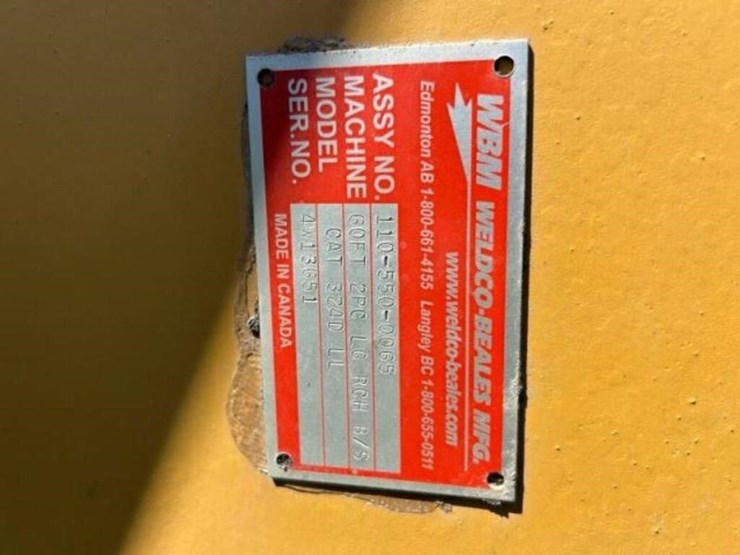 WBM WELDCO-BEALES MFG.
www.weldco-beales.com
Edmonton AB 1-800-661-4155 Langley BC 1-800-655-0511
ASSY NO. 110-550-0065
MACHINE 60FT 2PC LG RCH B/S
MODEL CAT 324D LL
SER.NO.
MADE IN CANADA